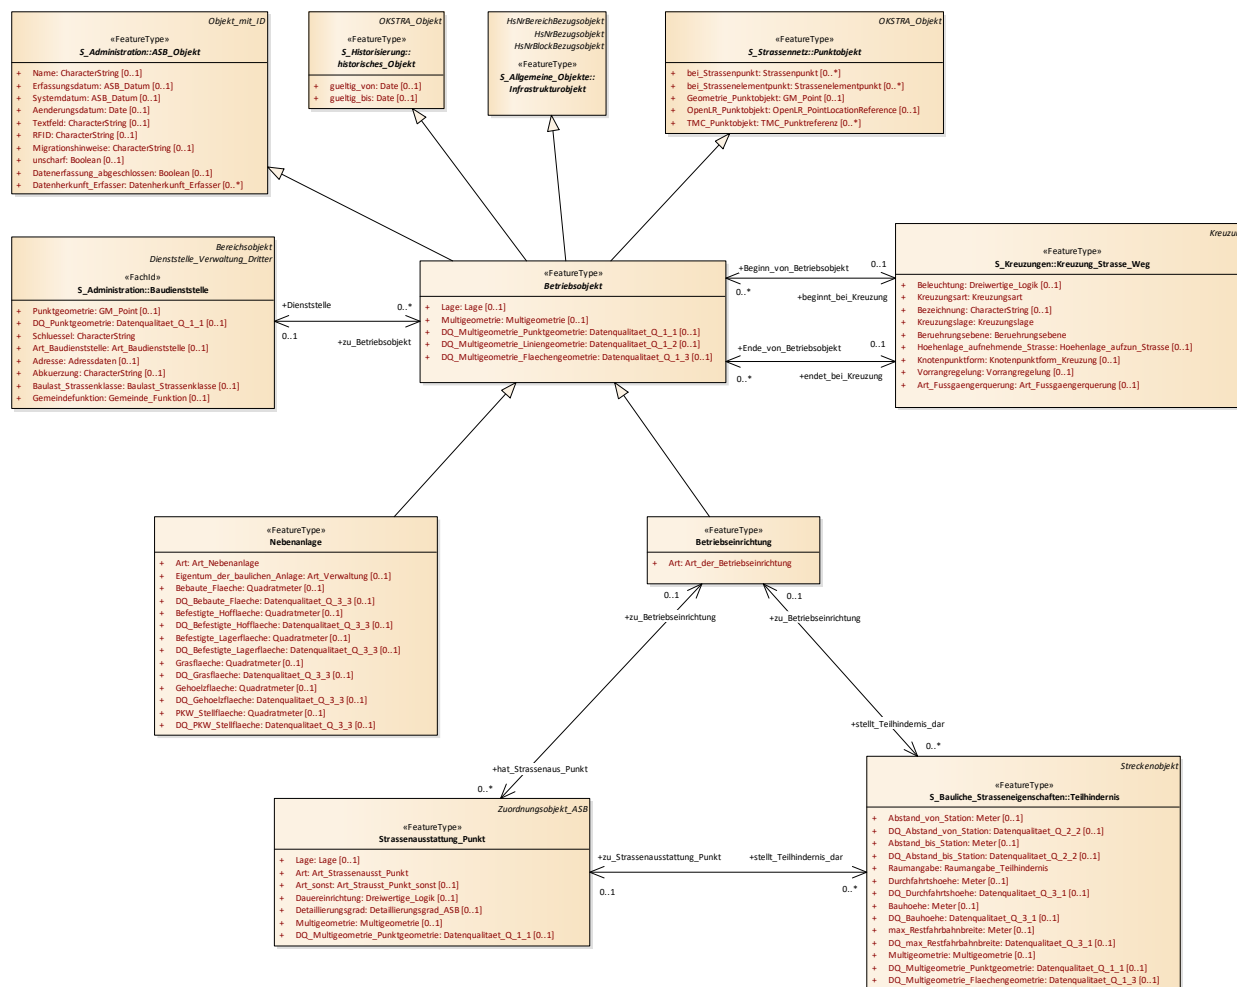 Objekt_mit_ID
«FeatureType»
S_Administration::ASB_Objekt
+ Name: CharacterString [0..1]
+ Erfassungsdatum: ASB_Datum [0..1]
+ Systemdatum: ASB_Datum [0..1]
+ Aenderungsdatum: Date [0..1]
+ Textfeld: CharacterString [0..1]
+ RFID: CharacterString [0..1]
+ Migrationshinweise: CharacterString [0..1]
+ unscharf: Boolean [0..1]
+ Datenerfassung_abgeschlossen: Boolean [0..1]
+ Datenherkunft_Erfasser: Datenherkunft_Erfasser [0..*]
OKSTRA_Objekt
«FeatureType»
S_Historisierung::
historisches_Objekt
+ gueltig_von: Date [0..1]
+ gueltig_bis: Date [0..1]
HsNrBereichBezugsobjekt
HsNrBezugsobjekt
HsNrBlockBezugsobjekt
«FeatureType»
S_Allgemeine_Objekte::
Infrastrukturobjekt
OKSTRA_Objekt
«FeatureType»
S_Strassennetz::Punktobjekt
+ bei_Strassenpunkt: Strassenpunkt [0..*]
+ bei_Strassenelementpunkt: Strassenelementpunkt [0..*]
+ Geometrie_Punktobjekt: GM_Point [0..1]
+ OpenLR_Punktobjekt: OpenLR_PointLocationReference [0..1]
+ TMC_Punktobjekt: TMC_Punktreferenz [0..*]
Bereichsobjekt
Dienststelle_Verwaltung_Dritter
«FachId»
S_Administration::Baudienststelle
+ Punktgeometrie: GM_Point [0..1]
+ DQ_Punktgeometrie: Datenqualitaet_Q_1_1 [0..1]
+ Schluessel: CharacterString
+ Art_Baudienststelle: Art_Baudienststelle [0..1]
+ Adresse: Adressdaten [0..1]
+ Abkuerzung: CharacterString [0..1]
+ Baulast_Strassenklasse: Baulast_Strassenklasse [0..1]
+ Gemeindefunktion: Gemeinde_Funktion [0..1]
+Dienststelle
0..*
0..1
+zu_Betriebsobjekt
«FeatureType»
Betriebsobjekt
+ Lage: Lage [0..1]
+ Multigeometrie: Multigeometrie [0..1]
+ DQ_Multigeometrie_Punktgeometrie: Datenqualitaet_Q_1_1 [0..1]
+ DQ_Multigeometrie_Liniengeometrie: Datenqualitaet_Q_1_2 [0..1]
+ DQ_Multigeometrie_Flaechengeometrie: Datenqualitaet_Q_1_3 [0..1]
+Beginn_von_Betriebsobjekt
0..1
0..*
+beginnt_bei_Kreuzung
+Ende_von_Betriebsobjekt
0..1
0..*
+endet_bei_Kreuzung
«FeatureType»
S_Kreuzungen::Kreuzung_Strasse_Weg
+ Beleuchtung: Dreiwertige_Logik [0..1]
+ Kreuzungsart: Kreuzungsart
+ Bezeichnung: CharacterString [0..1]
+ Kreuzungslage: Kreuzungslage
+ Beruehrungsebene: Beruehrungsebene
+ Hoehenlage_aufnehmende_Strasse: Hoehenlage_aufzun_Strasse [0..1]
+ Knotenpunktform: Knotenpunktform_Kreuzung [0..1]
+ Vorrangregelung: Vorrangregelung [0..1]
+ Art_Fussgaengerquerung: Art_Fussgaengerquerung [0..1]
«FeatureType»
Nebenanlage
+ Art: Art_Nebenanlage
+ Eigentum_der_baulichen_Anlage: Art_Verwaltung [0..1]
+ Bebaute_Flaeche: Quadratmeter [0..1]
+ DQ_Bebaute_Flaeche: Datenqualitaet_Q_3_3 [0..1]
+ Befestigte_Hofflaeche: Quadratmeter [0..1]
+ DQ_Befestigte_Hofflaeche: Datenqualitaet_Q_3_3 [0..1]
+ Befestigte_Lagerflaeche: Quadratmeter [0..1]
+ DQ_Befestigte_Lagerflaeche: Datenqualitaet_Q_3_3 [0..1]
+ Grasflaeche: Quadratmeter [0..1]
+ DQ_Grasflaeche: Datenqualitaet_Q_3_3 [0..1]
+ Gehoelzflaeche: Quadratmeter [0..1]
+ DQ_Gehoelzflaeche: Datenqualitaet_Q_3_3 [0..1]
+ PKW_Stellflaeche: Quadratmeter [0..1]
+ DQ_PKW_Stellflaeche: Datenqualitaet_Q_3_3 [0..1]
«FeatureType»
Betriebseinrichtung
+ Art: Art_der_Betriebseinrichtung
0..1
+zu_Betriebseinrichtung
0..1
+zu_Betriebseinrichtung
+hat_Strassenaus_Punkt
0..*
+stellt_Teilhindernis_dar
0..*
Zuordnungsobjekt_ASB
«FeatureType»
Strassenausstattung_Punkt
+ Lage: Lage [0..1]
+ Art: Art_Strassenausst_Punkt
+ Art_sonst: Art_Strausst_Punkt_sonst [0..1]
+ Dauereinrichtung: Dreiwertige_Logik [0..1]
+ Detaillierungsgrad: Detaillierungsgrad_ASB [0..1]
+ Multigeometrie: Multigeometrie [0..1]
+ DQ_Multigeometrie_Punktgeometrie: Datenqualitaet_Q_1_1 [0..1]
+zu_Strassenausstattung_Punkt
+stellt_Teilhindernis_dar
0..1
0..*
Streckenobjekt
«FeatureType»
S_Bauliche_Strasseneigenschaften::Teilhindernis
+ Abstand_von_Station: Meter [0..1]
+ DQ_Abstand_von_Station: Datenqualitaet_Q_2_2 [0..1]
+ Abstand_bis_Station: Meter [0..1]
+ DQ_Abstand_bis_Station: Datenqualitaet_Q_2_2 [0..1]
+ Raumangabe: Raumangabe_Teilhindernis
+ Durchfahrtshoehe: Meter [0..1]
+ DQ_Durchfahrtshoehe: Datenqualitaet_Q_3_1 [0..1]
+ Bauhoehe: Meter [0..1]
+ DQ_Bauhoehe: Datenqualitaet_Q_3_1 [0..1]
+ max_Restfahrbahnbreite: Meter [0..1]
+ DQ_max_Restfahrbahnbreite: Datenqualitaet_Q_3_1 [0..1]
+ Multigeometrie: Multigeometrie [0..1]
+ DQ_Multigeometrie_Punktgeometrie: Datenqualitaet_Q_1_1 [0..1]
+ DQ_Multigeometrie_Flaechengeometrie: Datenqualitaet_Q_1_3 [0..1]